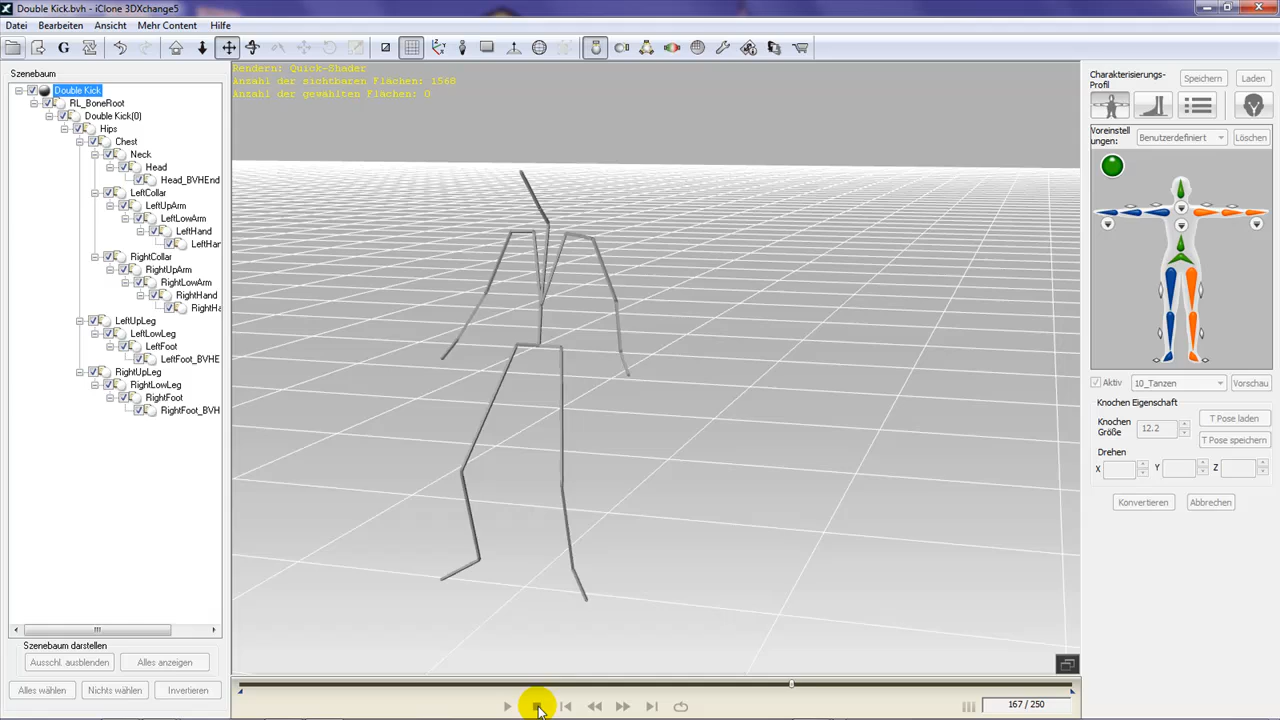 Double Kick.bvh - iClone 3DXchange5
Datei Bearbeiten Ansicht Mehr Content Hilfe
G
Szenebaum
Double Kick
RL_BoneRoot
Double Kick(0)
Hips
Chest
Neck
Head
Head_BVHEnd
LeftCollar
LeftUpArm
LeftLowArm
LeftHand
LeftHar
RightCollar
RightUpArm
RightLowArm
RightHand
RightHa
LeftUpLeg
LeftLowLeg
LeftFoot
LeftFoot_BVHE
RightUpLeg
RightLowLeg
RightFoot
RightFoot_BVH
Szenebaum darstellen
Ausschl. ausblenden Alles anzeigen
Alles wählen Nichts wählen Invertieren
Rendern: Quick-Shader
Anzahl der sichtbaren Flächen: 1568
Anzahl der gewählten Flächen: 0
167 / 250
Charakterisierungs-
Profil
Speichern Laden
Voreinstell
ungen:
Benutzerdefiniert Löschen
Aktiv 10_Tanzen Vorschau
Knochen Eigenschaft
Knochen
Größe
12.2
T Pose laden
T Pose speichern
Drehen
X Y Z
Konvertieren Abbrechen